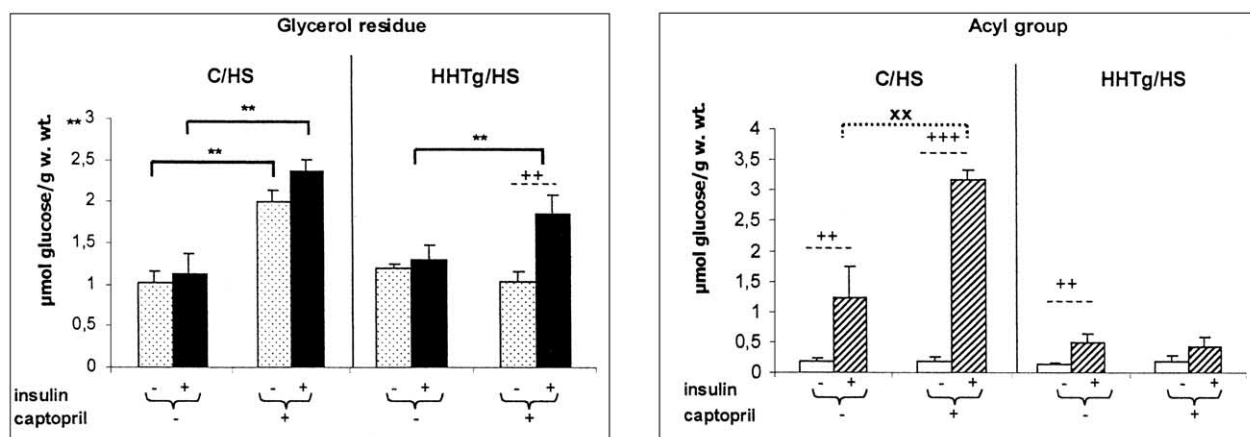 Glycerol residue
C/HS
HHTg/HS
µmol glucose/g w. wt.
**
3
2,5
2
1,5
1
0,5
0
**
**
**
++
insulin - + - + - + - +
captopril - + - +
Acyl group
C/HS
HHTg/HS
µmol glucose/g w. wt.
4
3,5
3
2,5
2
1,5
1
0,5
0
xx
+++
++
++
insulin - + - + - + - +
captopril - + - +